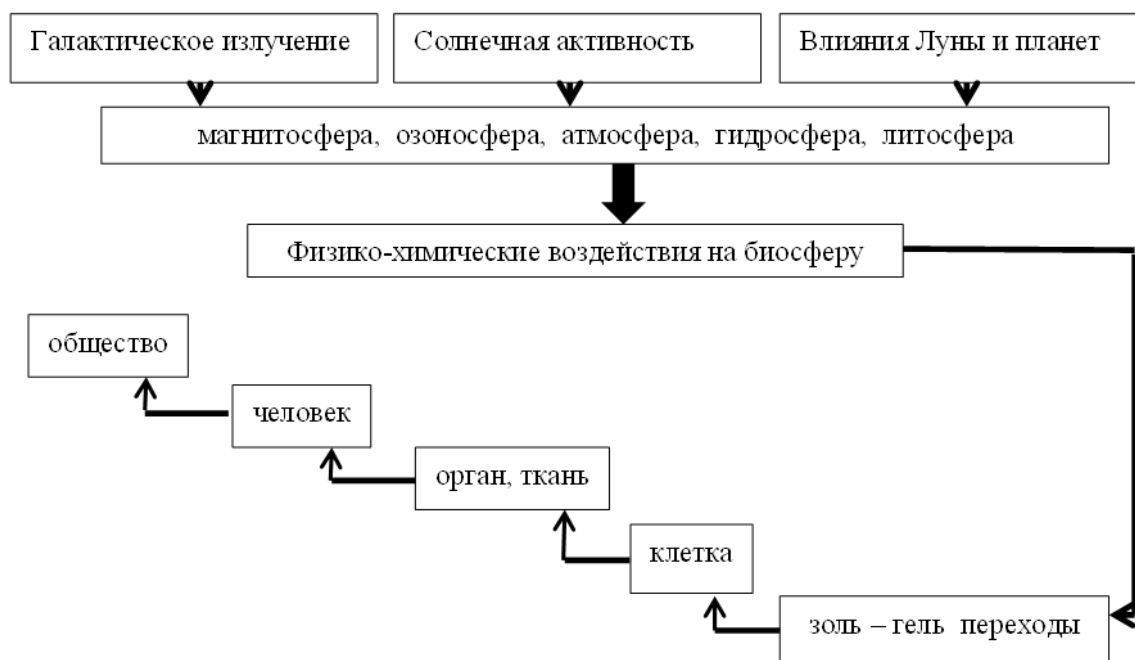 Галактическое излучение
Солнечная активность
Влияния Луны и планет
магнитосфера, озоносфера, атмосфера, гидросфера, литосфера
Физико-химические воздействия на биосферу
общество
человек
орган, ткань
клетка
золь – гель переходы